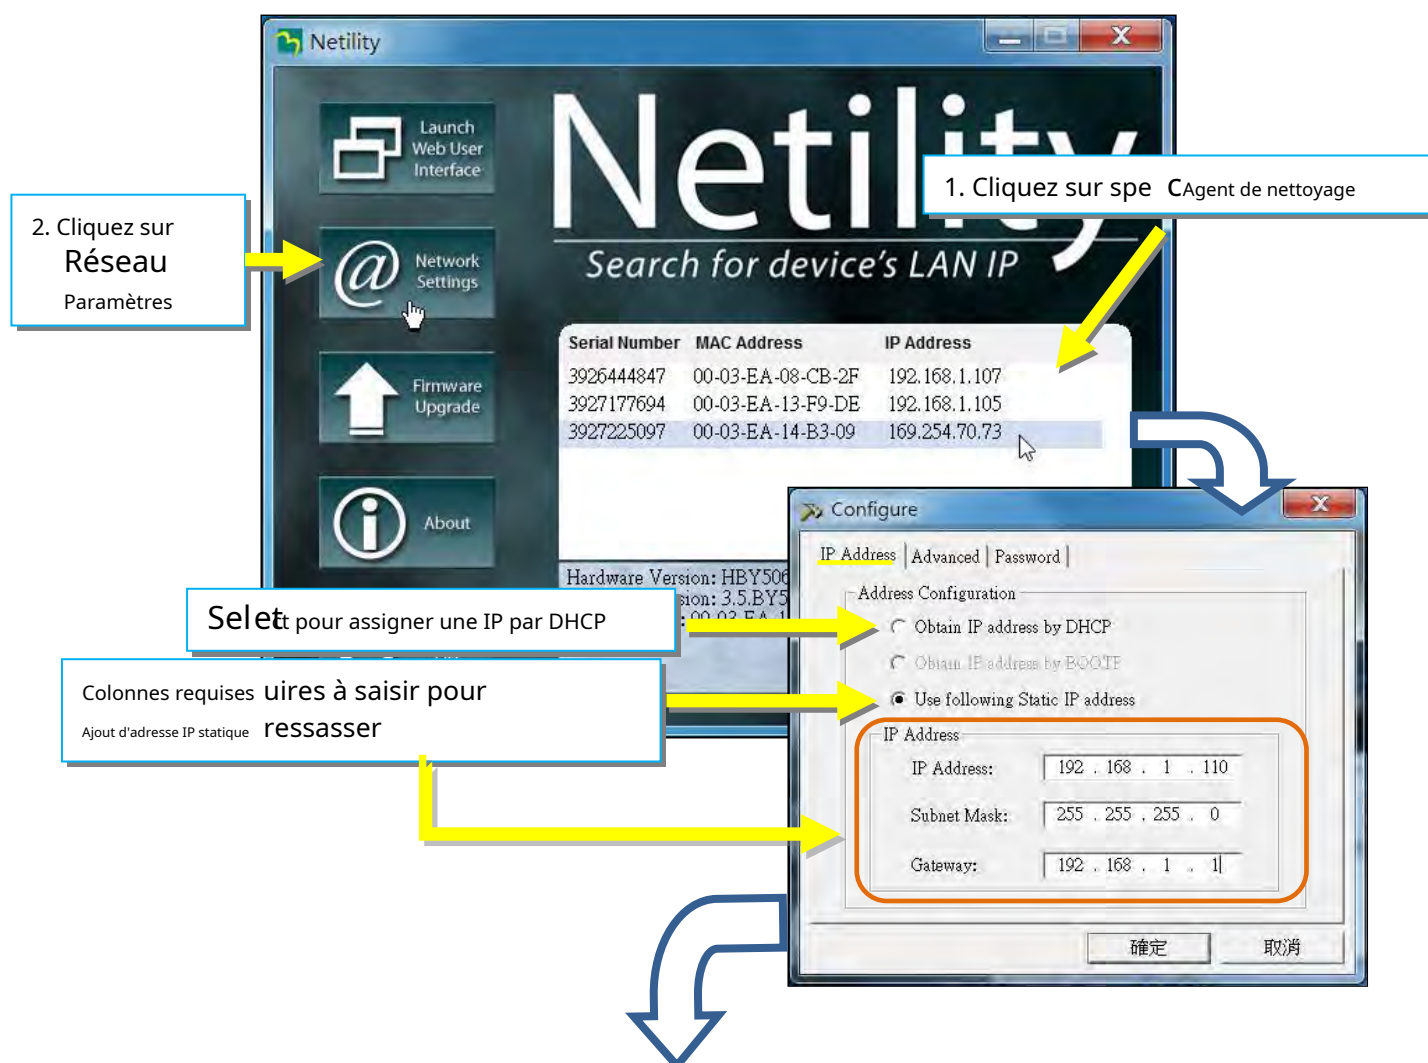 Netility
Launch
Web User
Interface
Netility
1. Cliquez sur spe CAgent de nettoyage
2. Cliquez sur
Réseau
Paramètres
Network
Settings
Search for device's LAN IP
Serial Number MAC Address IP Address
3926444847 00-03-EA-08-CB-2F 192.168.1.107
3927177694 00-03-EA-13-F9-DE 192.168.1.105
3927225097 00-03-EA-14-B3-09 169.254.70.73
Firmware
Upgrade
About
Configure
IP Address Advanced Password
Hardware Version: HBY506
sion: 3.5.BY5
Address Configuration
Selett pour assigner une IP par DHCP
Obtain IP address by DHCP
Obtain IP address by BOOTP
Colonnes requises uires à saisir pour
Ajout d'adresse IP statique ressasser
Use following Static IP address
IP Address
IP Address: 192 . 168 . 1 . 110
Subnet Mask: 255 . 255 . 255 . 0
Gateway: 192 . 168 . 1 . 1
確定 取消